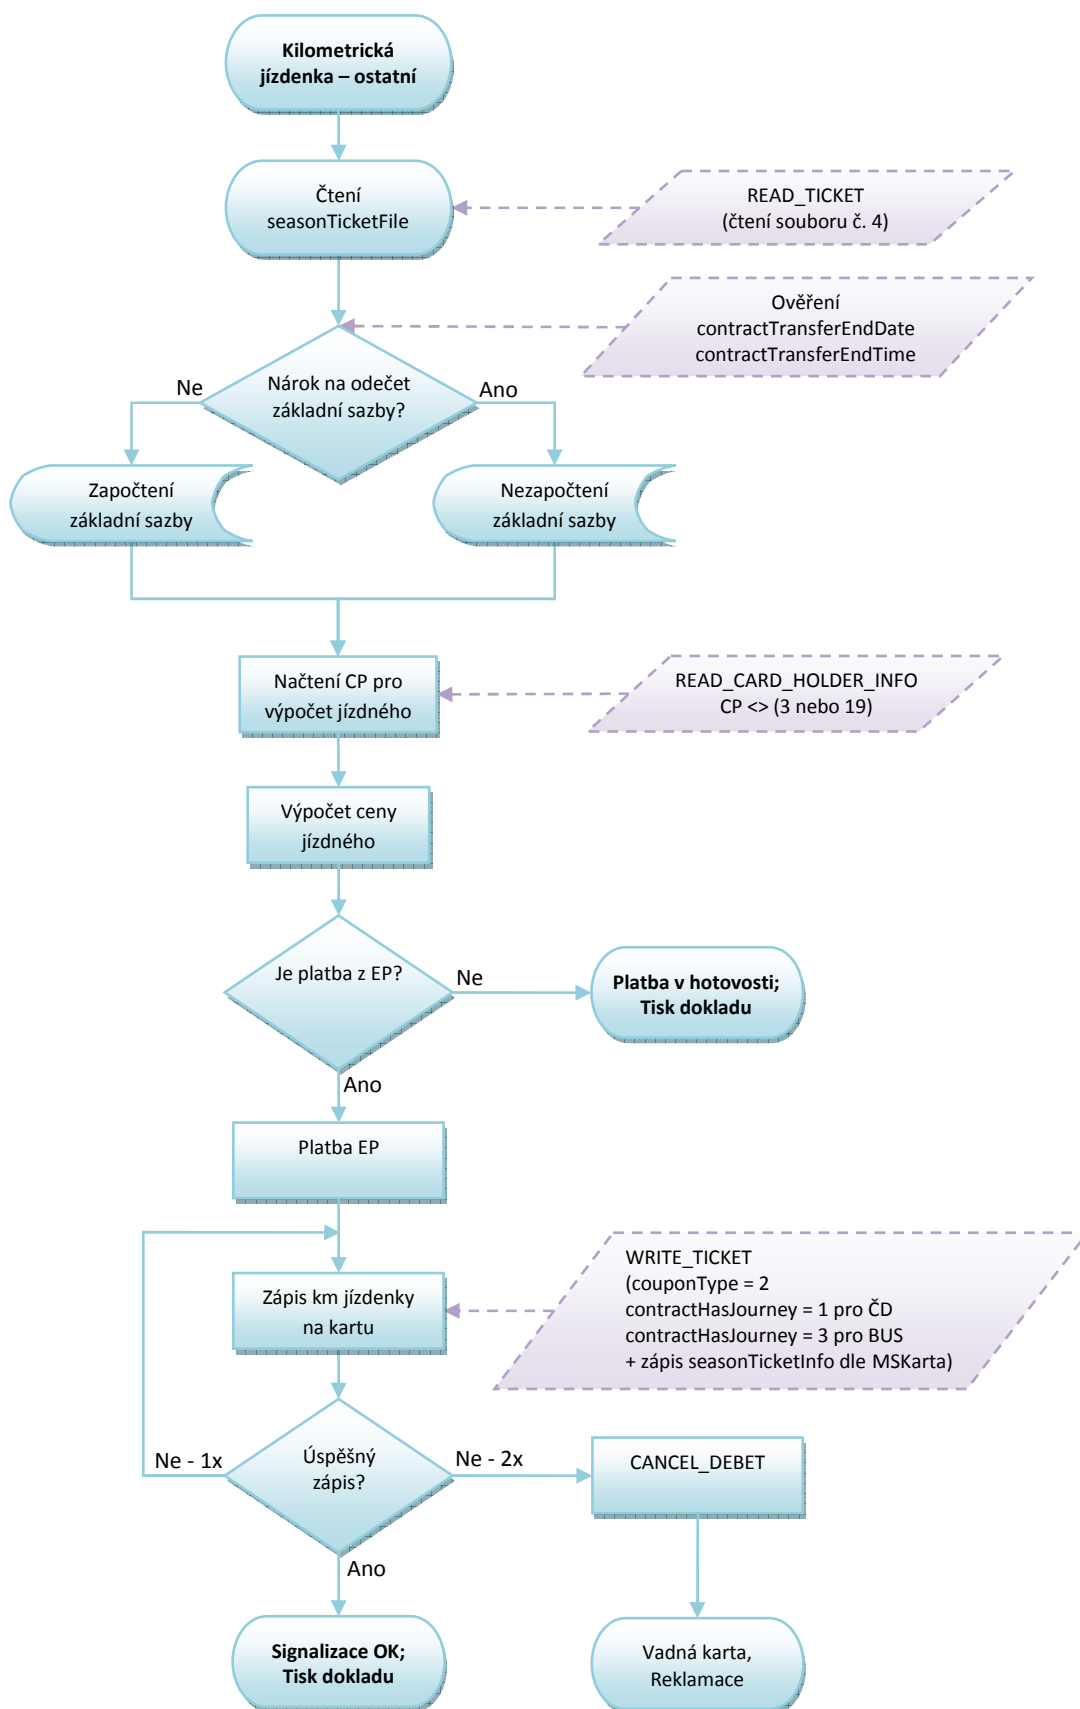 Kilometrická
jízdenka – ostatní
Čtení
seasonTicketFile
READ_TICKET
(čtení souboru č. 4)
Ověření
contractTransferEndDate
contractTransferEndTime
Nárok na odečet
základní sazby?
Ne
Ano
Započtení
základní sazby
Nezapočtení
základní sazby
Načtení CP pro
výpočet jízdného
READ_CARD_HOLDER_INFO
CP <> (3 nebo 19)
Výpočet ceny
jízdného
Je platba z EP?
Ne
Platba v hotovosti;
Tisk dokladu
Ano
Platba EP
WRITE_TICKET
(couponType = 2
contractHasJourney = 1 pro ČD
contractHasJourney = 3 pro BUS
+ zápis seasonTicketInfo dle MSKarta)
Zápis km jízdenky
na kartu
Úspěšný
zápis?
Ne - 1x
Ne - 2x
CANCEL_DEBET
Ano
Signalizace OK;
Tisk dokladu
Vadná karta,
Reklamace